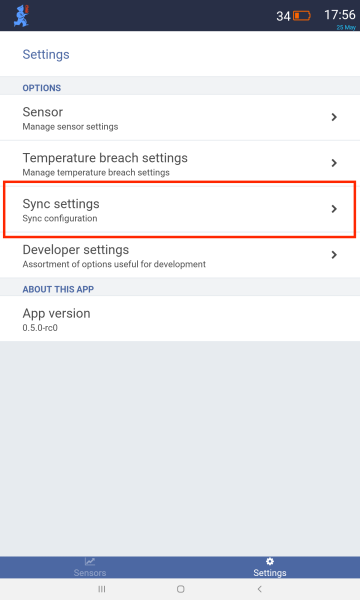 34
17:56
25 May
Settings
OPTIONS
Sensor
Manage sensor settings
Temperature breach settings
Manage temperature breach settings
Sync settings
Sync configuration
Developer settings
Assortment of options useful for development
ABOUT THIS APP
App version
0.5.0-rc0
Sensors
Settings